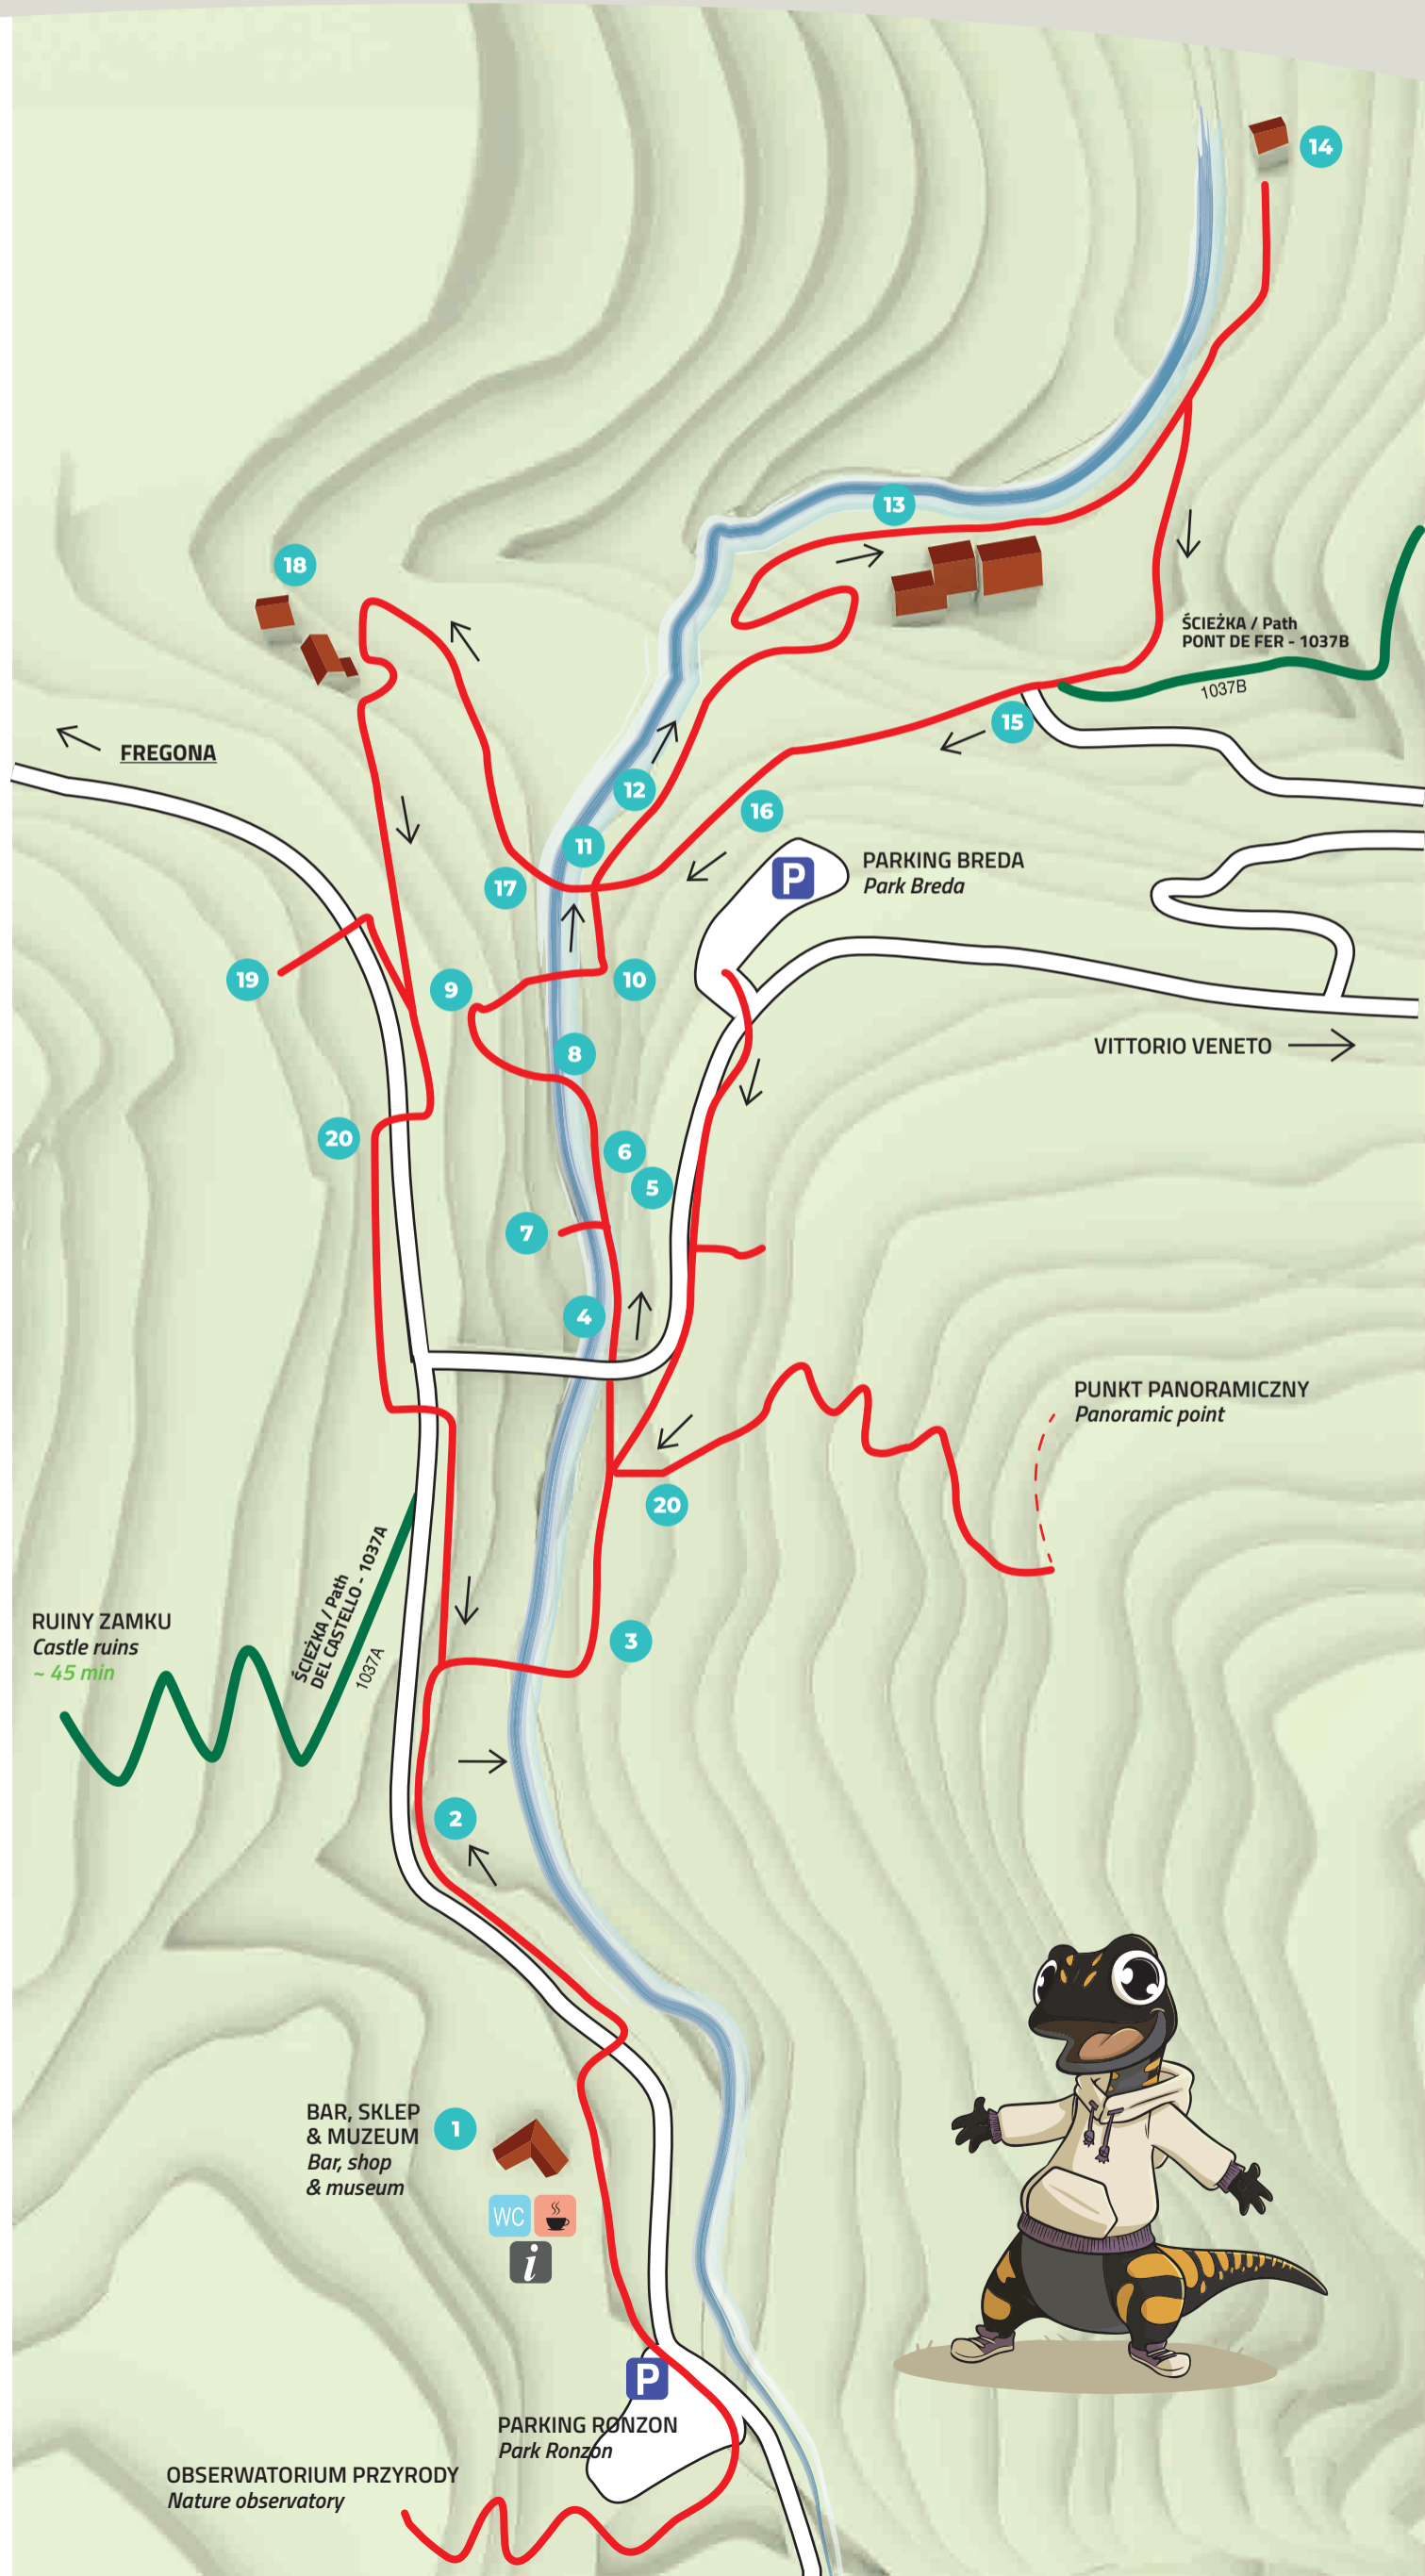 14
13
18
ŚCIEŻKA / Path
PONT DE FER - 1037B
1037B
15
FREGONA
12
16
11
17
P
PARKING BREDA
Park Breda
19
9
10
8
VITTORIO VENETO
20
6
5
7
4
PUNKT PANORAMICZNY
Panoramic point
20
ŚCIEŻKA / Path
DEL CASTELLO - 1037A
1037A
RUINY ZAMKU
Castle ruins
~ 45 min
3
2
BAR, SKLEP
& MUZEUM
Bar, shop
& museum
1
WC
i
P
PARKING RONZON
Park Ronzon
OBSERWATORIUM PRZYRODY
Nature observatory